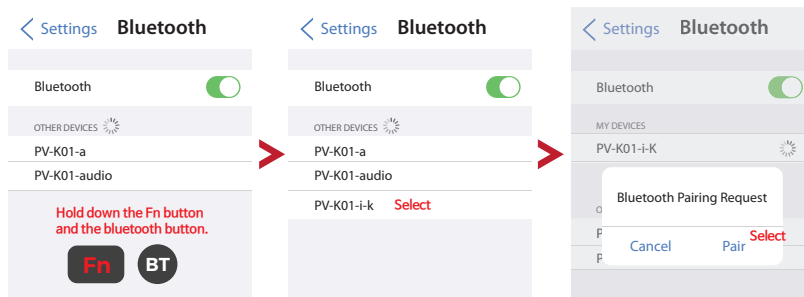 Settings Bluetooth
Bluetooth
OTHER DEVICES
PV-K01-a
PV-K01-audio
Hold down the Fn button
and the bluetooth button.
Fn BT
Settings Bluetooth
Bluetooth
OTHER DEVICES
PV-K01-a
PV-K01-audio
PV-K01-i-k Select
Settings Bluetooth
Bluetooth
MY DEVICES
PV-K01-i-K
Bluetooth Pairing Request
O
P
Select
Cancel Pair
P